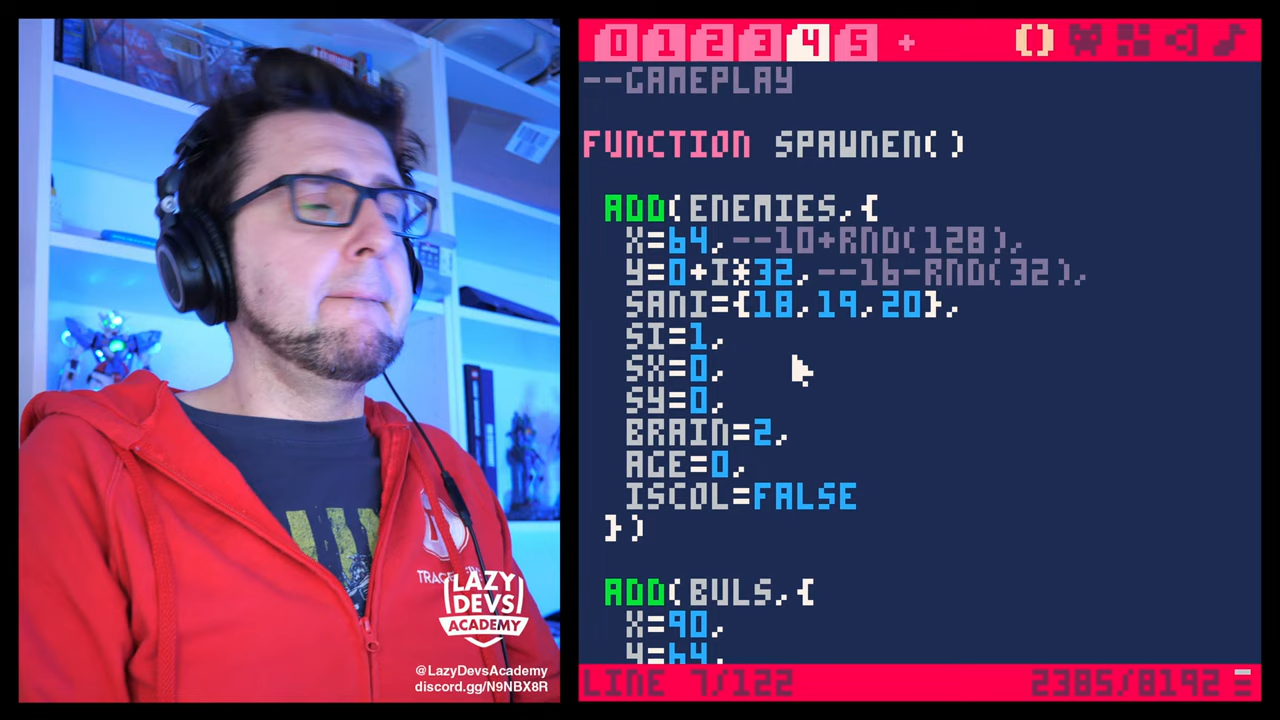 0 1 2 3 4 5 +
--GAMEPLAY
FUNCTION SPAWNEN()
ADD(ENEMIES,{
X=64,--10+RND(128),
Y=0+I*32,--16-RND(32),
SANI={18,19,20},
SI=1,
SX=0,
SY=0,
BRAIN=2,
AGE=0,
ISCOL=FALSE
})
ADD(BULS,{
X=90,
Y=64,
LINE 7/122
2385/8192
LAZY
DEVS
ACADEMY
@LazyDevsAcademy
discord.gg/N9NBX8R